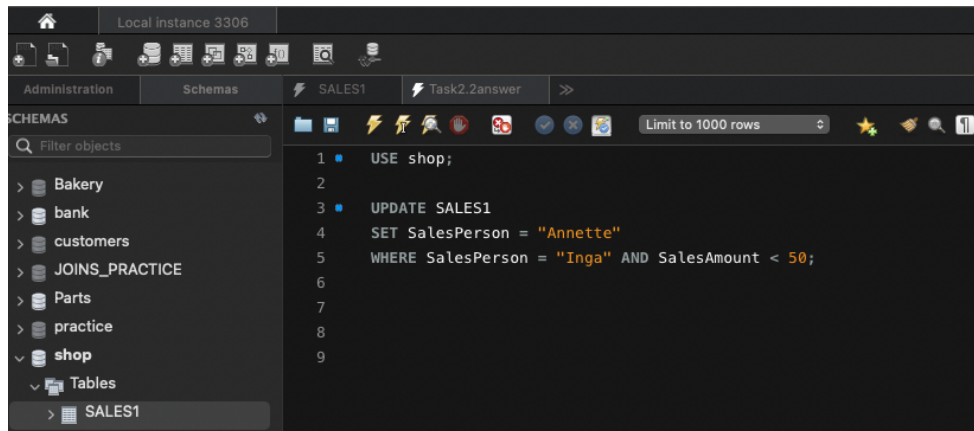 Local instance 3306
Administration Schemas
SCHEMAS
Filter objects
Bakery
bank
customers
JOINS_PRACTICE
Parts
practice
shop
Tables
SALES1
SALES1 Task2.2answer
Limit to 1000 rows
1 USE shop;
2
3 UPDATE SALES1
4 SET SalesPerson = "Annette"
5 WHERE SalesPerson = "Inga" AND SalesAmount < 50;
6
7
8
9